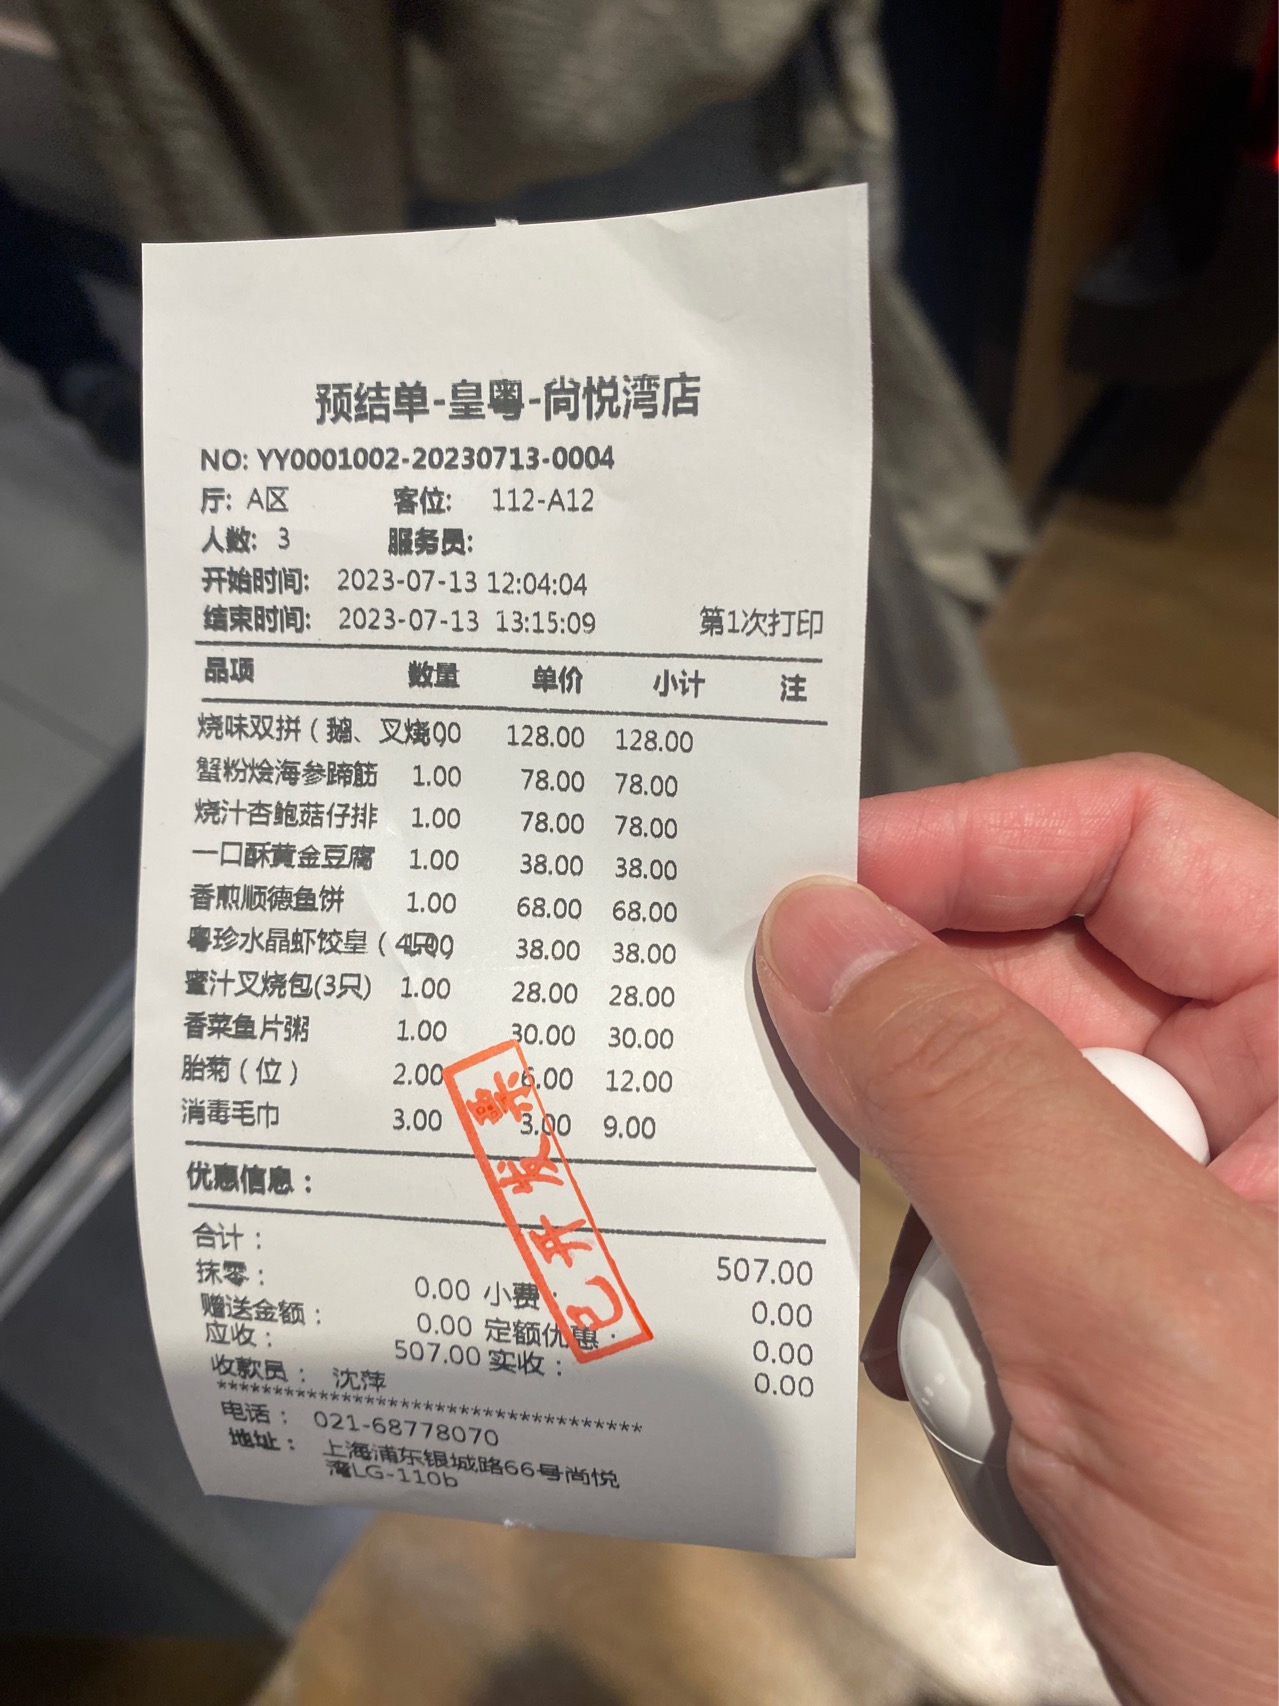 预结单-皇粤-尚悦湾店
NO: YY0001002-20230713-0004
厅: A区 客位: 112-A12
人数: 3 服务员:
开始时间: 2023-07-13 12:04:04
结束时间: 2023-07-13 13:15:09 第1次打印
品项 数量 单价 小计 注
烧味双拼（鹅、叉烧 00 128.00 128.00
蟹粉烩海参蹄筋 1.00 78.00 78.00
烧汁杏鲍菇仔排 1.00 78.00 78.00
一口酥黄金豆腐 1.00 38.00 38.00
香煎顺德鱼饼 1.00 68.00 68.00
粤珍水晶虾饺皇（4只 00 38.00 38.00
蜜汁叉烧包(3只) 1.00 28.00 28.00
香菜鱼片粥 1.00 30.00 30.00
胎菊（位） 2.00 6.00 12.00
消毒毛巾 3.00 3.00 9.00
已开发票
优惠信息：
合计： 507.00
抹零： 0.00 小费： 0.00
赠送金额： 0.00 定额优惠： 0.00
应收： 507.00 实收： 0.00
收款员： 沈萍
**************************************
电话： 021-68778070
地址： 上海浦东银城路66号尚悦
湾LG-110b